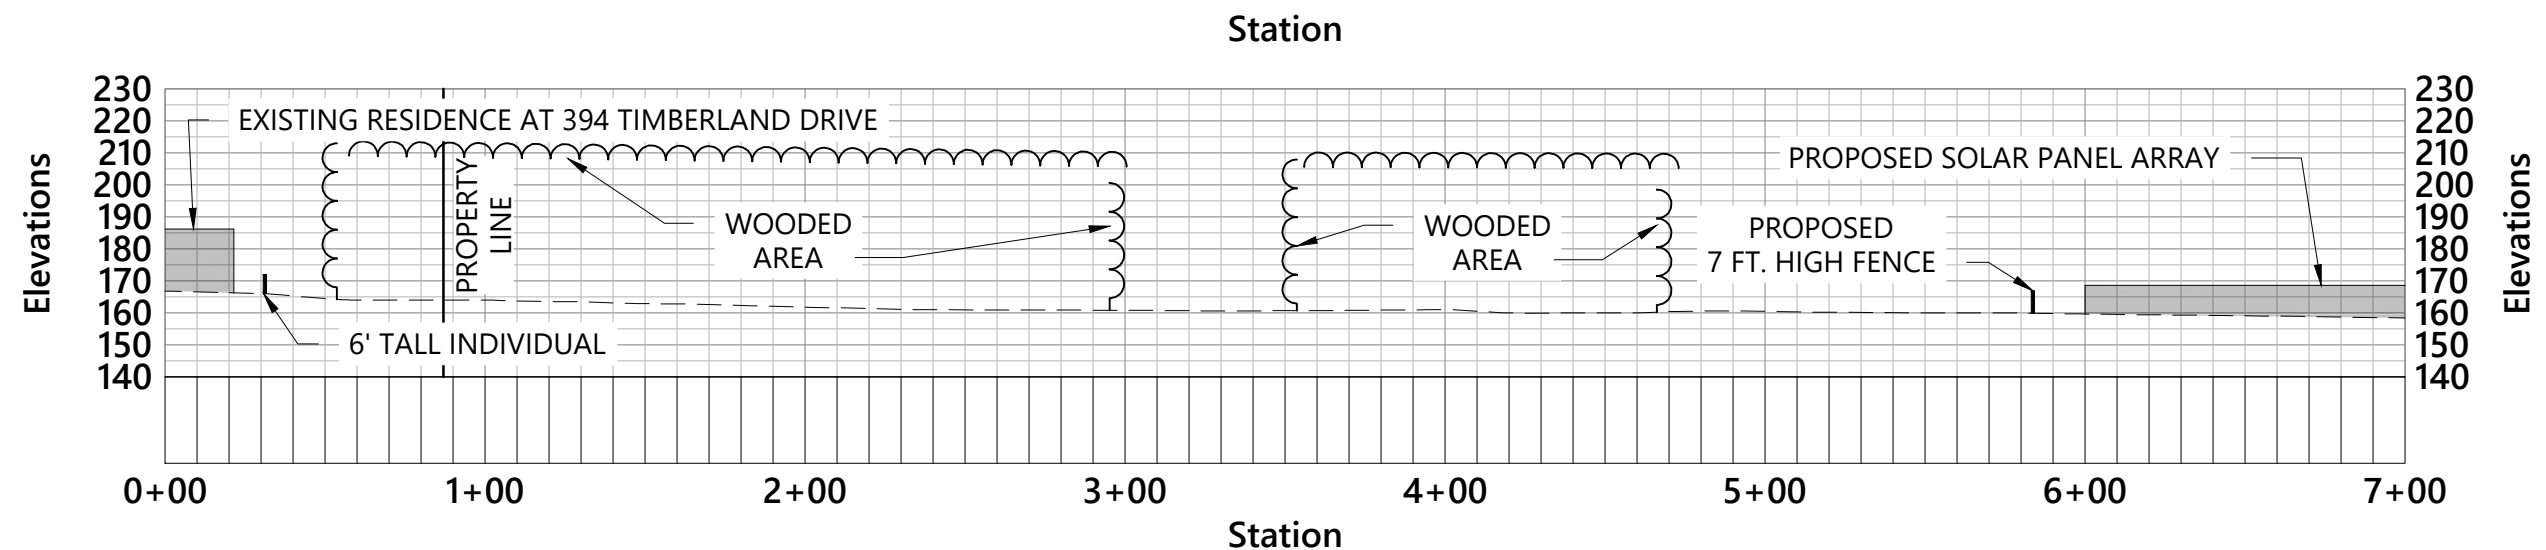 Station
Elevations
230
220
210
200
190
180
170
160
150
140
EXISTING RESIDENCE AT 394 TIMBERLAND DRIVE
PROPERTY
LINE
6' TALL INDIVIDUAL
WOODED
AREA
WOODED
AREA
PROPOSED
7 FT. HIGH FENCE
PROPOSED SOLAR PANEL ARRAY
230
220
210
200
190
180
170
160
150
140
Elevations
0+00 1+00 2+00 3+00 4+00 5+00 6+00 7+00
Station